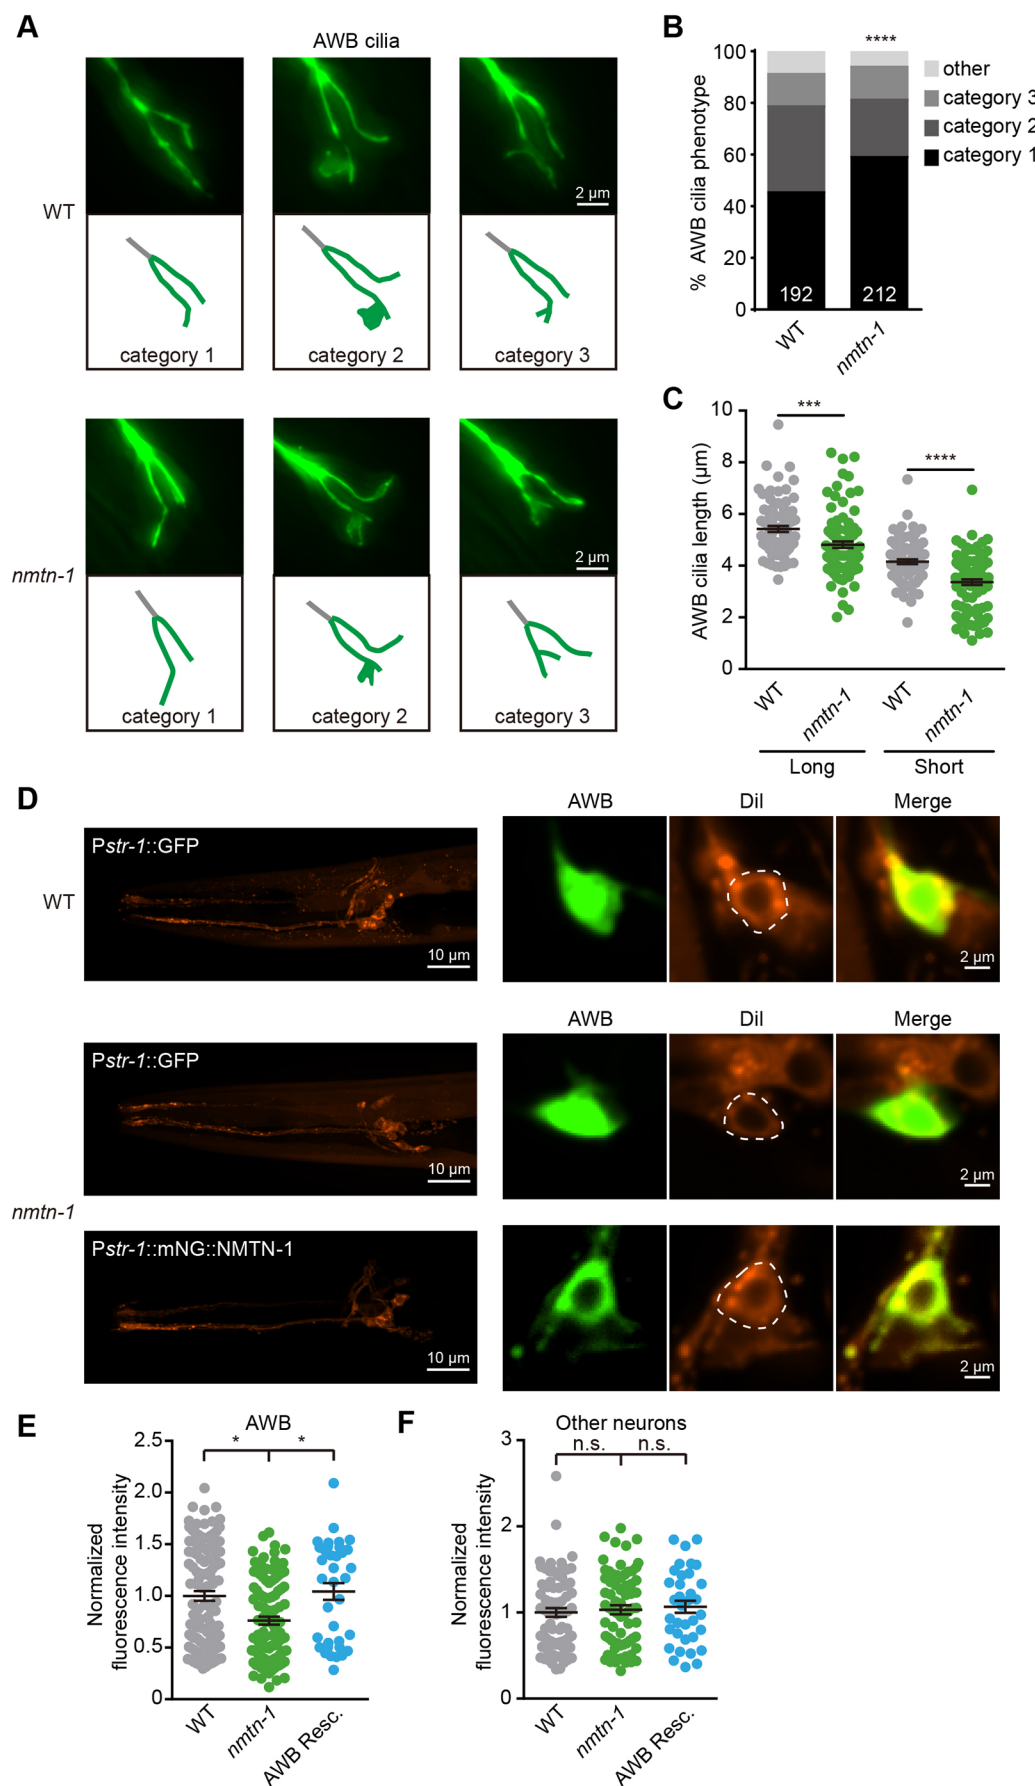 A
AWB cilia
WT
2 µm
category 1
category 2
category 3
nmtn-1
2 µm
category 1
category 2
category 3
B
****
100
80
60
40
20
0
% AWB cilia phenotype
192
212
WT
nmtn-1
other
category 3
category 2
category 1
C
10
8
6
4
2
0
AWB cilia length (µm)
***
****
WT
nmtn-1
WT
nmtn-1
Long
Short
D
AWB
DiI
Merge
WT
Pstr-1::GFP
10 µm
2 µm
AWB
DiI
Merge
Pstr-1::GFP
10 µm
2 µm
nmtn-1
Pstr-1::mNG::NMTN-1
10 µm
2 µm
E
AWB
* *
2.5
2.0
1.5
1.0
0.5
0
Normalized
fluorescence intensity
WT
nmtn-1
AWB Resc.
F
Other neurons
n.s. n.s.
3
2
1
0
Normalized
fluorescence intensity
WT
nmtn-1
AWB Resc.